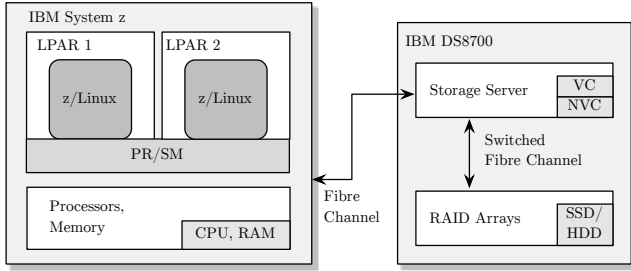 IBM System z
LPAR 1
LPAR 2
z/Linux
z/Linux
PR/SM
Processors,
Memory
CPU, RAM
Fibre
Channel
IBM DS8700
Storage Server
VC
NVC
Switched
Fibre Channel
RAID Arrays
SSD/
HDD